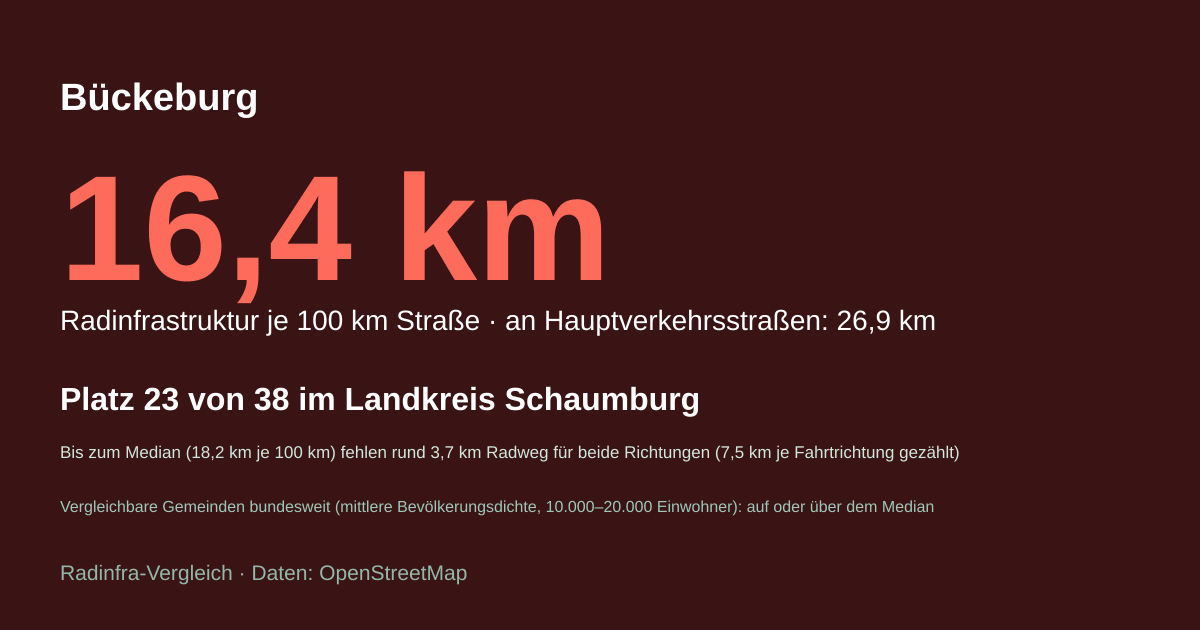 Bückeburg
16,4 km
Radinfrastruktur je 100 km Straße · an Hauptverkehrsstraßen: 26,9 km
Platz 23 von 38 im Landkreis Schaumburg
Bis zum Median (18,2 km je 100 km) fehlen rund 3,7 km Radweg für beide Richtungen (7,5 km je Fahrtrichtung gezählt)
Vergleichbare Gemeinden bundesweit (mittlere Bevölkerungsdichte, 10.000–20.000 Einwohner): auf oder über dem Median
Radinfra-Vergleich · Daten: OpenStreetMap